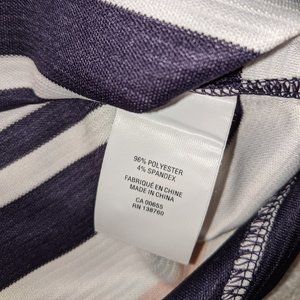 96% POLYESTER
4% SPANDEX
FABRIQUÉ EN CHINE
MADE IN CHINA
CA 00655
RN 138760